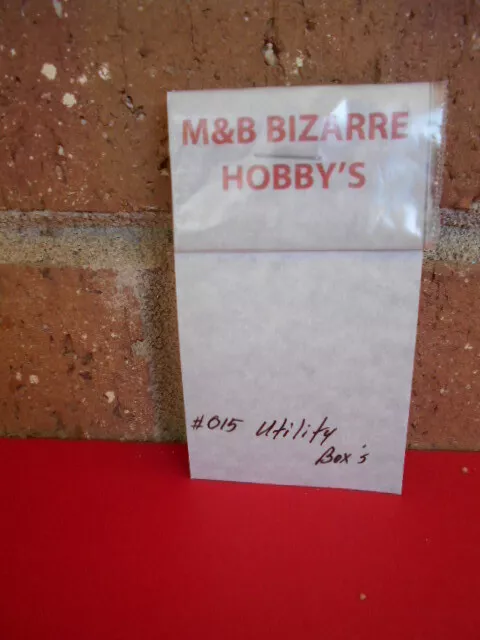 M&B BIZARRE
HOBBY'S
#015 Utility
Box's